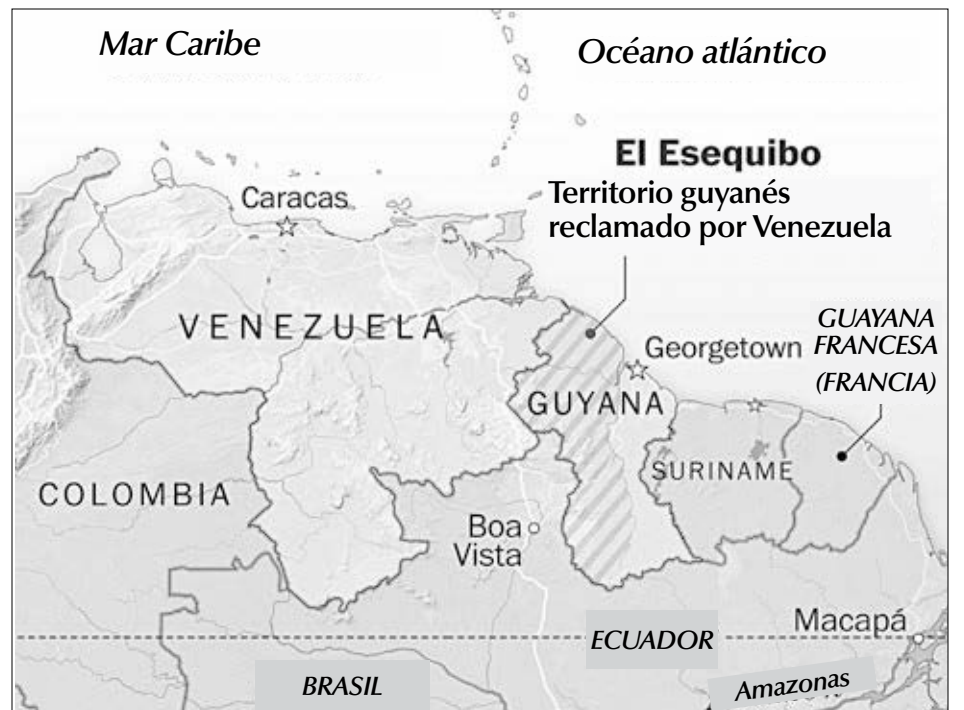 Mar Caribe
Océano atlántico
El Esequibo
Territorio guyanés
reclamado por Venezuela
Caracas
VENEZUELA
GUAYANA
FRANCESA
(FRANCIA)
Georgetown
GUYANA
SURINAME
COLOMBIA
Boa
Vista
Macapá
ECUADOR
BRASIL
Amazonas